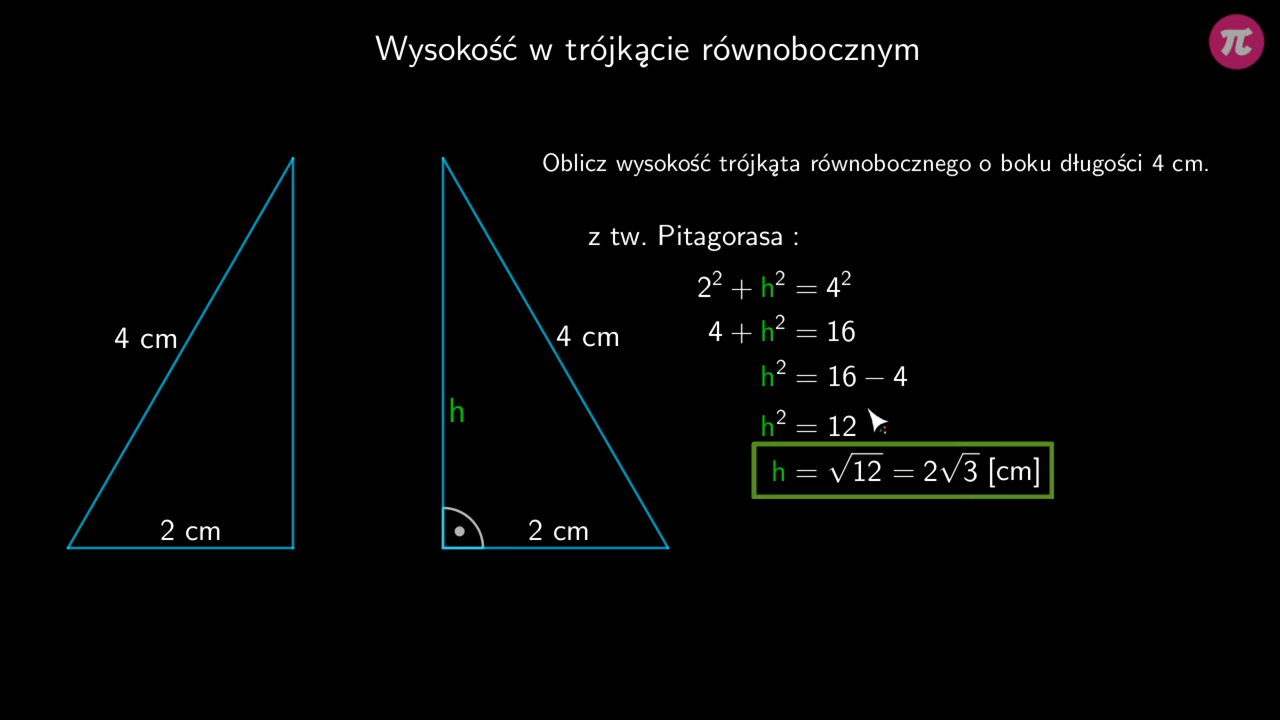 Wysokość w trójkącie równobocznym
π
Oblicz wysokość trójkąta równobocznego o boku długości 4 cm.
z tw. Pitagorasa :
2² + h² = 4²
4 + h² = 16
h² = 16 − 4
h² = 12
h = √12 = 2√3 [cm]
4 cm
2 cm
h
4 cm
2 cm